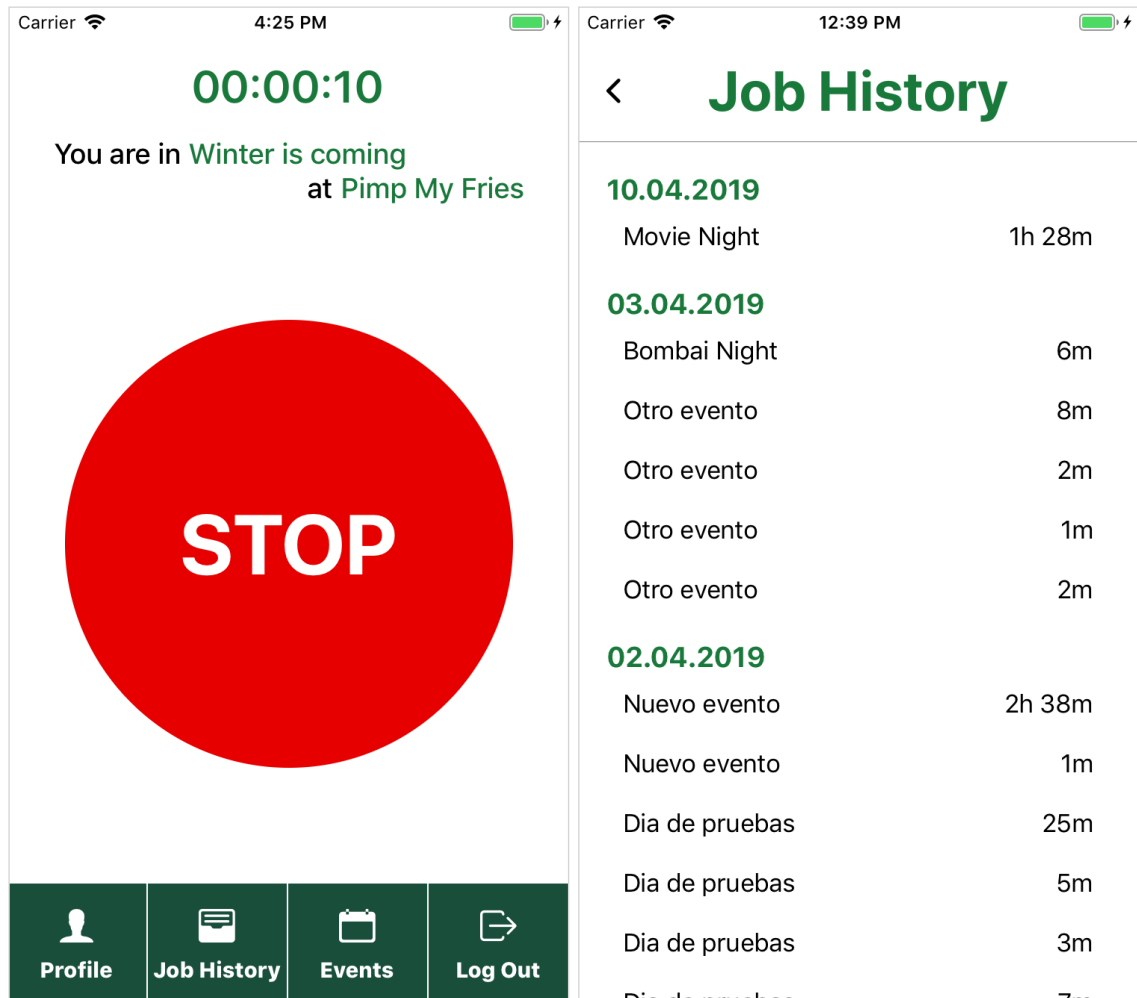 Carrier 4:25 PM
00:00:10
You are in Winter is coming
at Pimp My Fries
STOP
Profile Job History Events Log Out
Carrier 12:39 PM
Job History
10.04.2019
Movie Night 1h 28m
03.04.2019
Bombai Night 6m
Otro evento 8m
Otro evento 2m
Otro evento 1m
Otro evento 2m
02.04.2019
Nuevo evento 2h 38m
Nuevo evento 1m
Dia de pruebas 25m
Dia de pruebas 5m
Dia de pruebas 3m